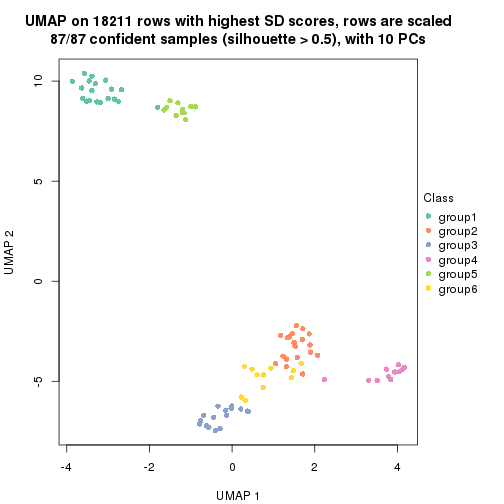 UMAP on 18211 rows with highest SD scores, rows are scaled
87/87 confident samples (silhouette > 0.5), with 10 PCs
10
5
0
-5
UMAP 2
-4
-2
0
2
4
UMAP 1
Class
group1
group2
group3
group4
group5
group6